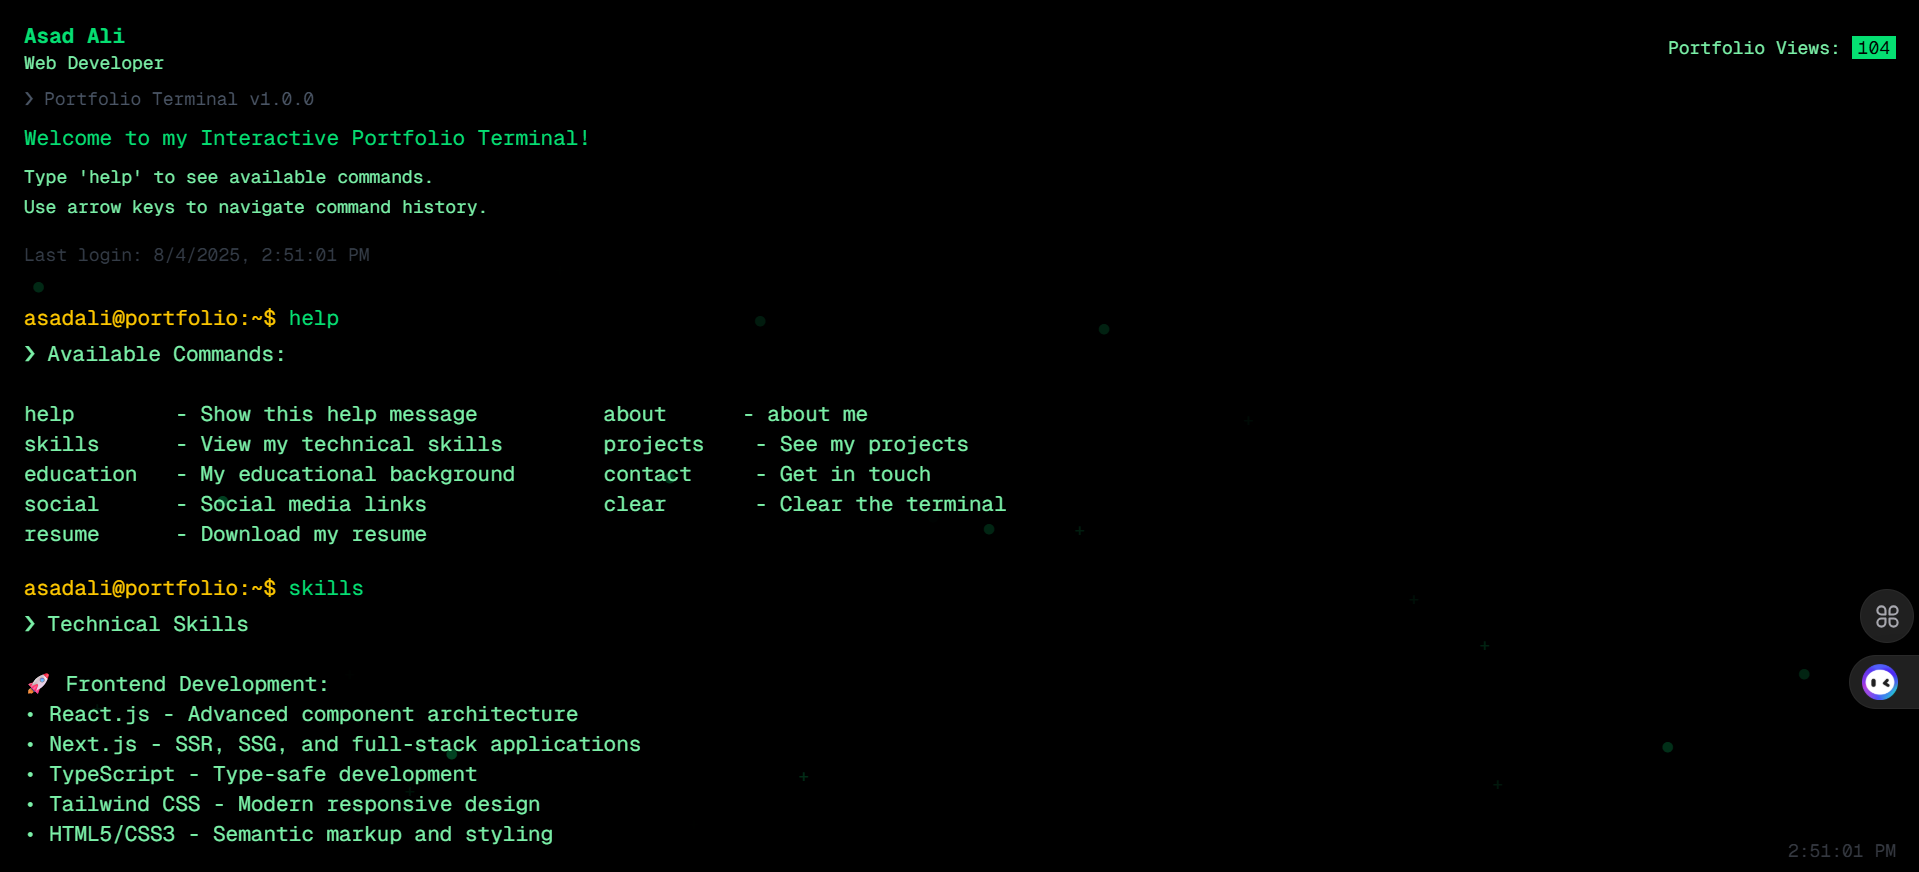 Asad Ali
Web Developer
Portfolio Views: 104
❯ Portfolio Terminal v1.0.0
Welcome to my Interactive Portfolio Terminal!
Type 'help' to see available commands.
Use arrow keys to navigate command history.
Last login: 8/4/2025, 2:51:01 PM
asadali@portfolio:~$ help
❯ Available Commands:
help - Show this help message about - about me
skills - View my technical skills projects - See my projects
education - My educational background contact - Get in touch
social - Social media links clear - Clear the terminal
resume - Download my resume
asadali@portfolio:~$ skills
❯ Technical Skills
🚀 Frontend Development:
• React.js - Advanced component architecture
• Next.js - SSR, SSG, and full-stack applications
• TypeScript - Type-safe development
• Tailwind CSS - Modern responsive design
• HTML5/CSS3 - Semantic markup and styling
2:51:01 PM